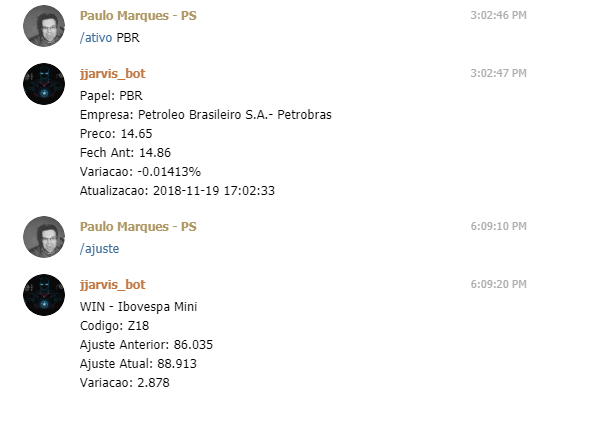 Paulo Marques - PS 3:02:46 PM
/ativo PBR
jjarvis_bot 3:02:47 PM
Papel: PBR
Empresa: Petroleo Brasileiro S.A.- Petrobras
Preco: 14.65
Fech Ant: 14.86
Variacao: -0.01413%
Atualizacao: 2018-11-19 17:02:33
Paulo Marques - PS 6:09:10 PM
/ajuste
jjarvis_bot 6:09:20 PM
WIN - Ibovespa Mini
Codigo: Z18
Ajuste Anterior: 86.035
Ajuste Atual: 88.913
Variacao: 2.878